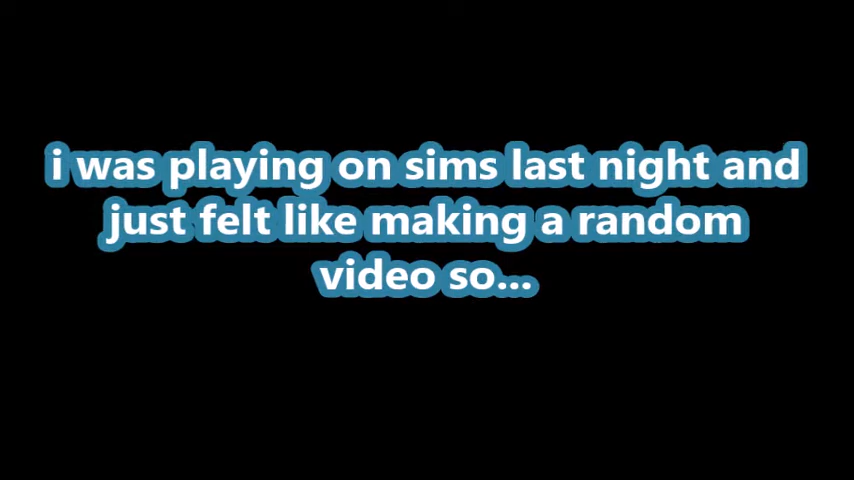 i was playing on sims last night and
just felt like making a random
video so...